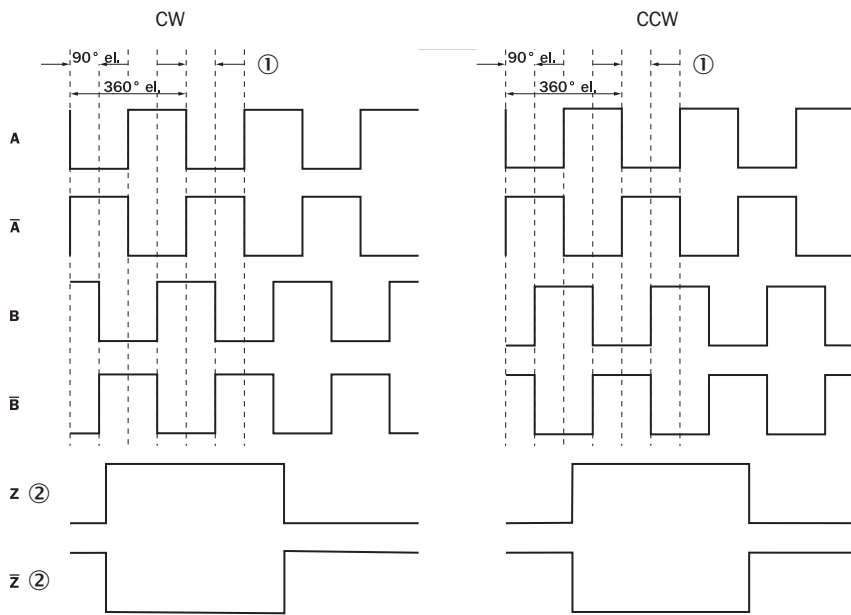 CW CCW
90° el. ① 90° el. ①
360° el. 360° el.
A
A̅
B
B̅
Z ②
Z̅ ②